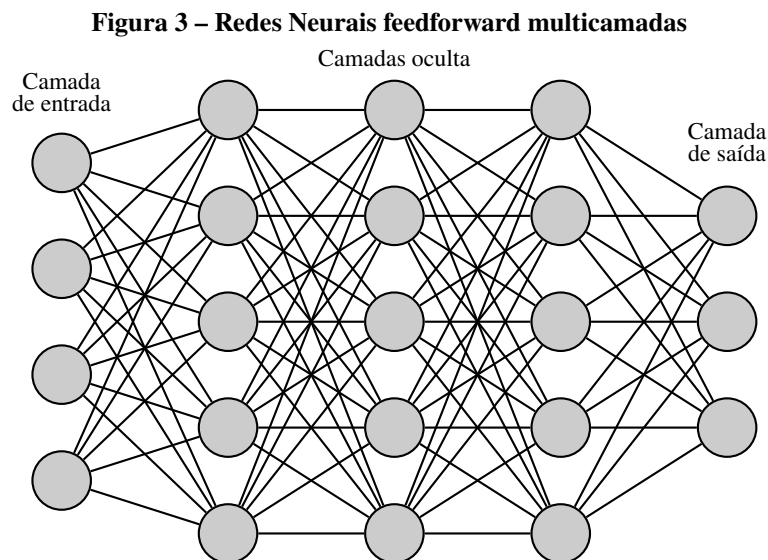 Figura 3 – Redes Neurais feedforward multicamadas
Camadas oculta
Camada
de entrada
Camada
de saída